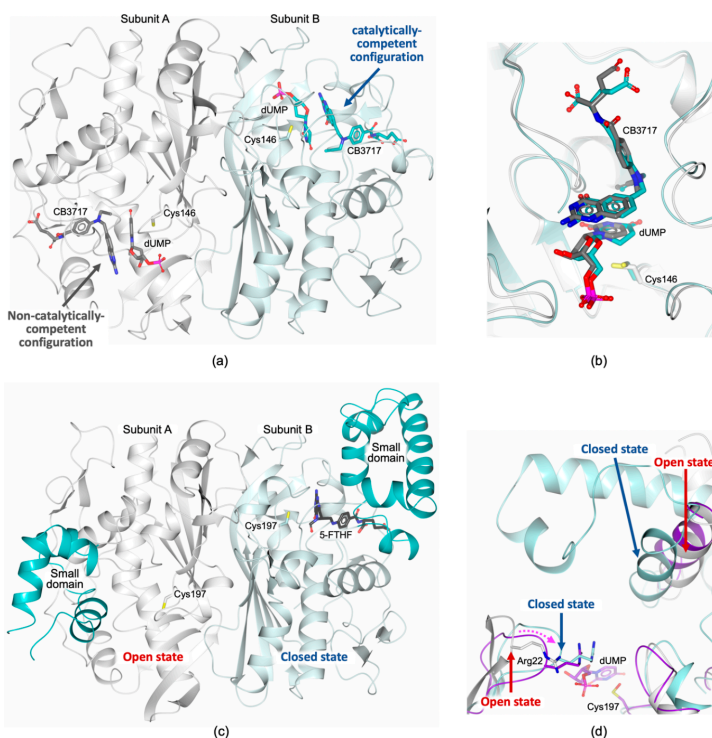 Subunit A
Subunit B
catalytically-
competent
configuration
dUMP
Cys146
CB3717
CB3717
Cys146
dUMP
Non-catalytically-
competent
configuration
(a)
CB3717
dUMP
Cys146
(b)
Subunit A
Subunit B
Small
domain
Cys197
5-FTHF
Small
domain
Cys197
Open state
Closed state
(c)
Closed state
Open state
Closed state
Arg22
dUMP
Open state
Cys197
(d)